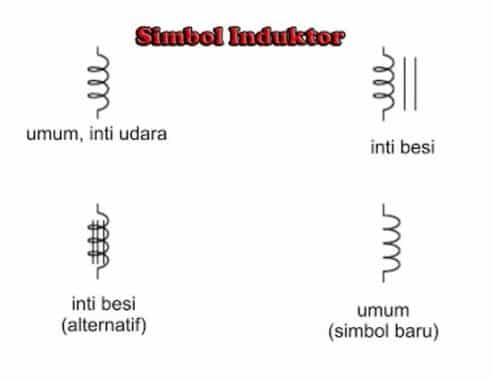 Simbol Induktor
umum, inti udara
inti besi
inti besi
(alternatif)
umum
(simbol baru)